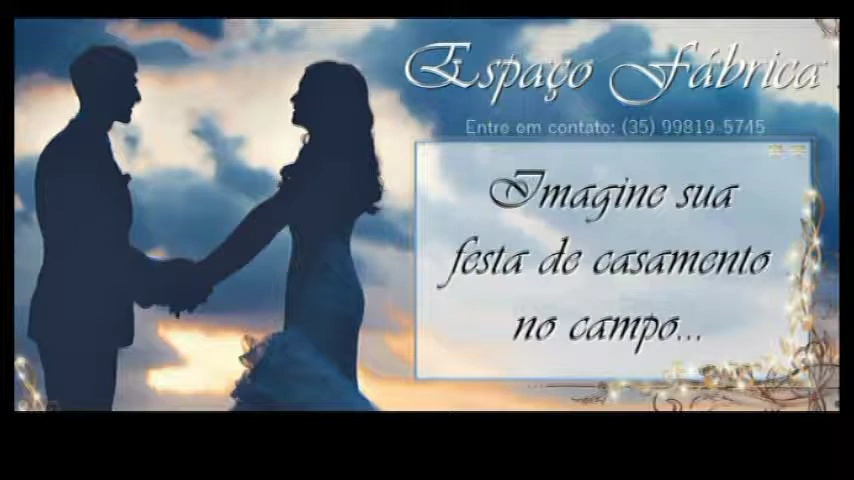 Espaço Fábrica
Entre em contato: (35) 99819-5745
Imagine sua
festa de casamento
no campo...